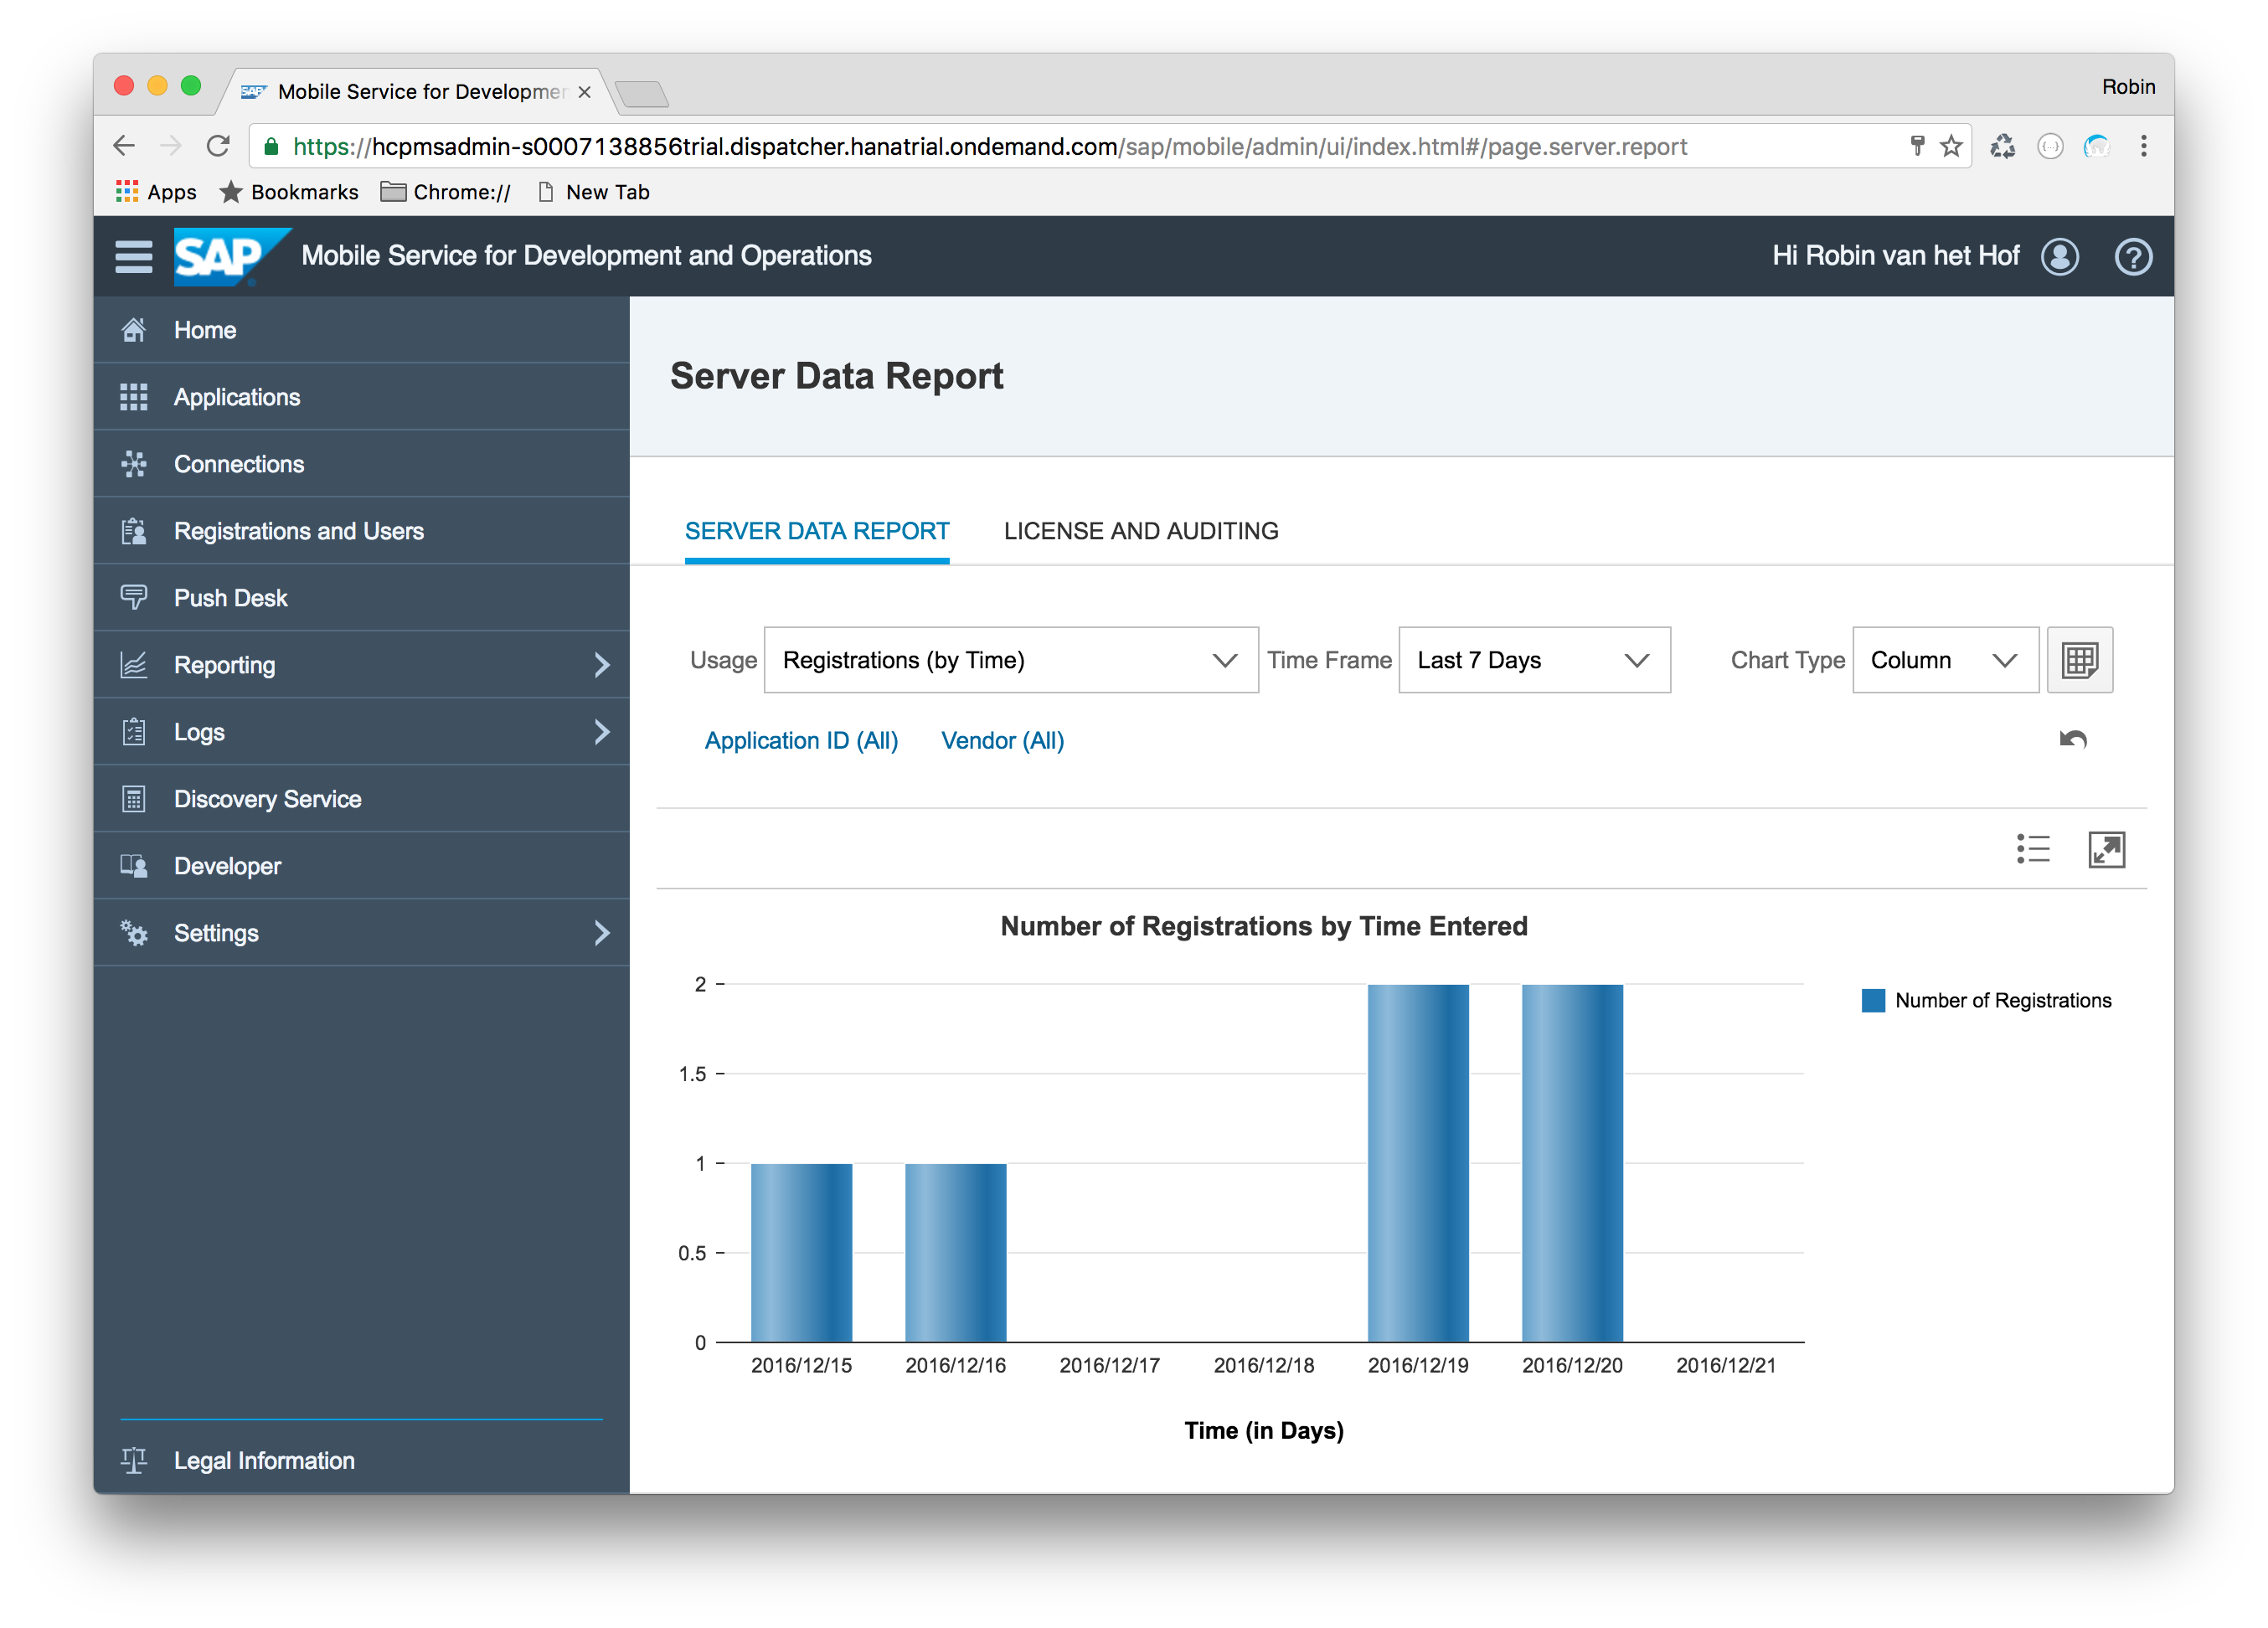 Mobile Service for Developmen
Robin
https://hcpmsadmin-s0007138856trial.dispatcher.hanatrial.ondemand.com/sap/mobile/admin/ui/index.html#/page.server.report
Apps Bookmarks Chrome:// New Tab
SAP Mobile Service for Development and Operations
Hi Robin van het Hof
Home
Applications
Connections
Registrations and Users
Push Desk
Reporting
Logs
Discovery Service
Developer
Settings
Legal Information
Server Data Report
SERVER DATA REPORT LICENSE AND AUDITING
Usage Registrations (by Time) Time Frame Last 7 Days Chart Type Column
Application ID (All) Vendor (All)
Number of Registrations by Time Entered
2
1.5
1
0.5
0
2016/12/15 2016/12/16 2016/12/17 2016/12/18 2016/12/19 2016/12/20 2016/12/21
Time (in Days)
Number of Registrations